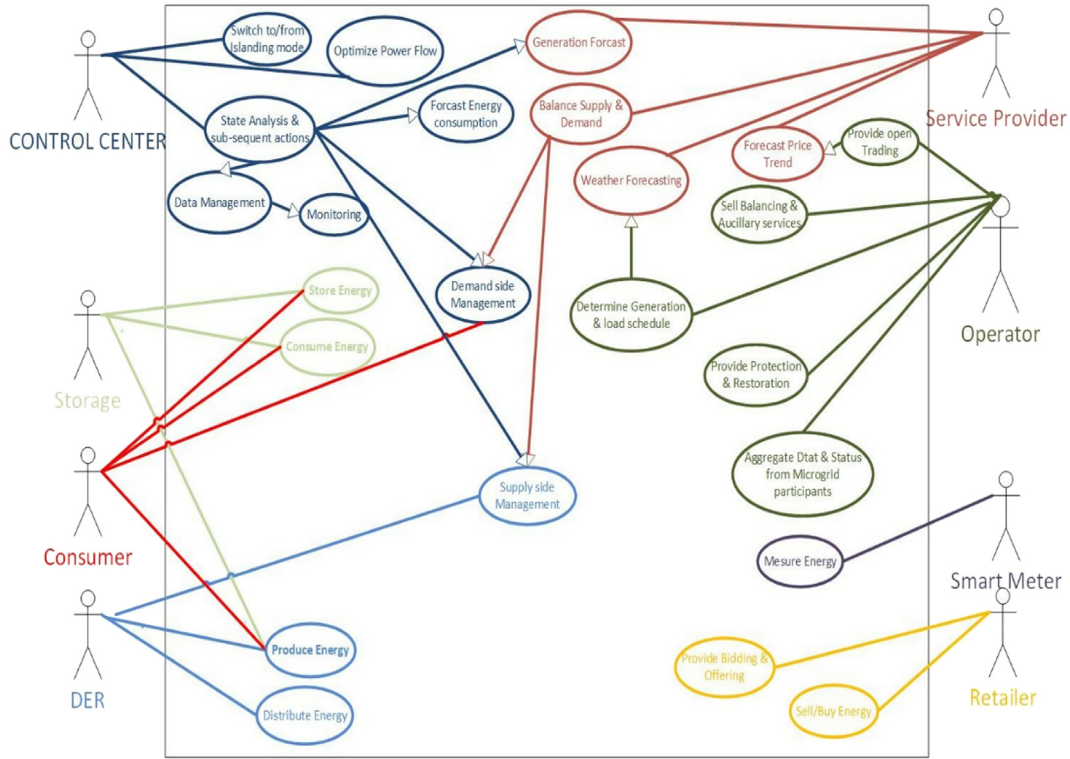 Switch to/from
Islanding mode
Optimize Power Flow
Generation Forcast
CONTROL CENTER
State Analysis &
sub-sequent actions
Forcast Energy
consumption
Balance Supply &
Demand
Service Provider
Forecast Price
Trend
Provide open
Trading
Weather Forecasting
Data Management
Monitoring
Sell Balancing &
Aucillary services
Demand side
Management
Store Energy
Consume Energy
Storage
Determine Generation
& load schedule
Operator
Provide Protection
& Restoration
Aggregate Dtat & Status
from Microgrid
participants
Consumer
Supply side
Management
Mesure Energy
Smart Meter
DER
Produce Energy
Distribute Energy
Provide Bidding &
Offering
Sell/Buy Energy
Retailer